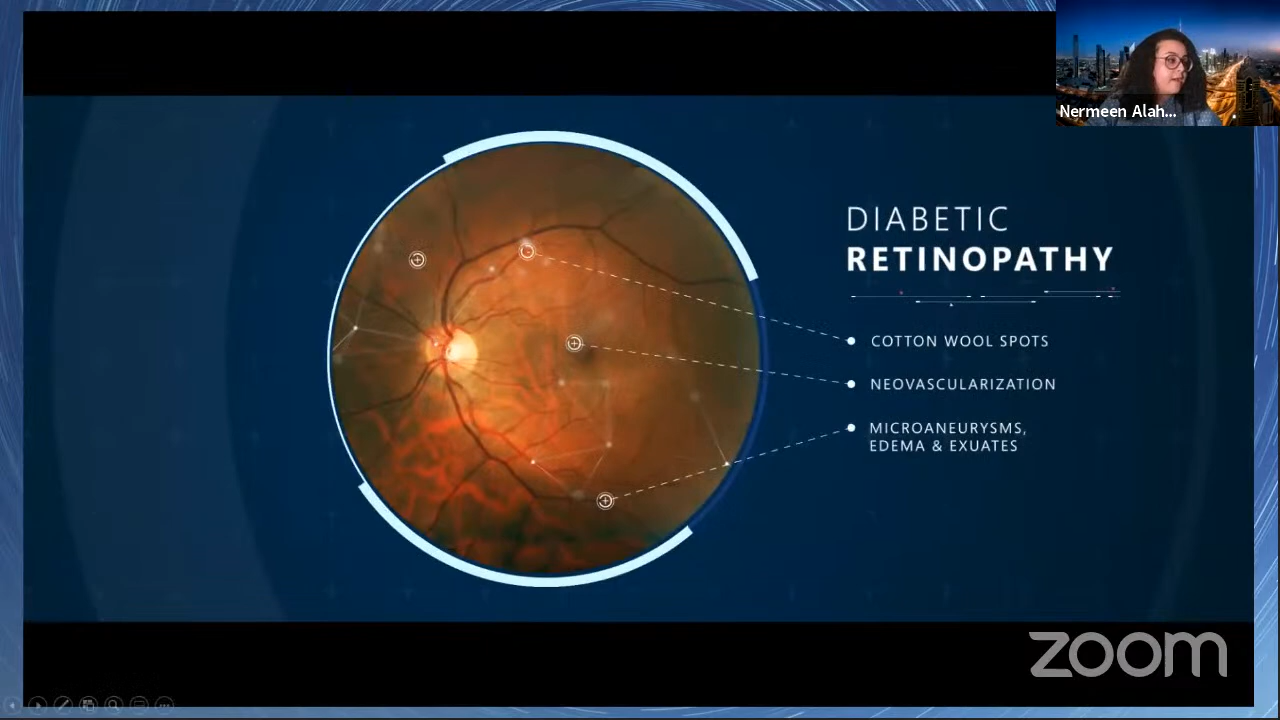 Nermeen Alah...
DIABETIC
RETINOPATHY
COTTON WOOL SPOTS
NEOVASCULARIZATION
MICROANEURYSMS,
EDEMA & EXUATES
zoom